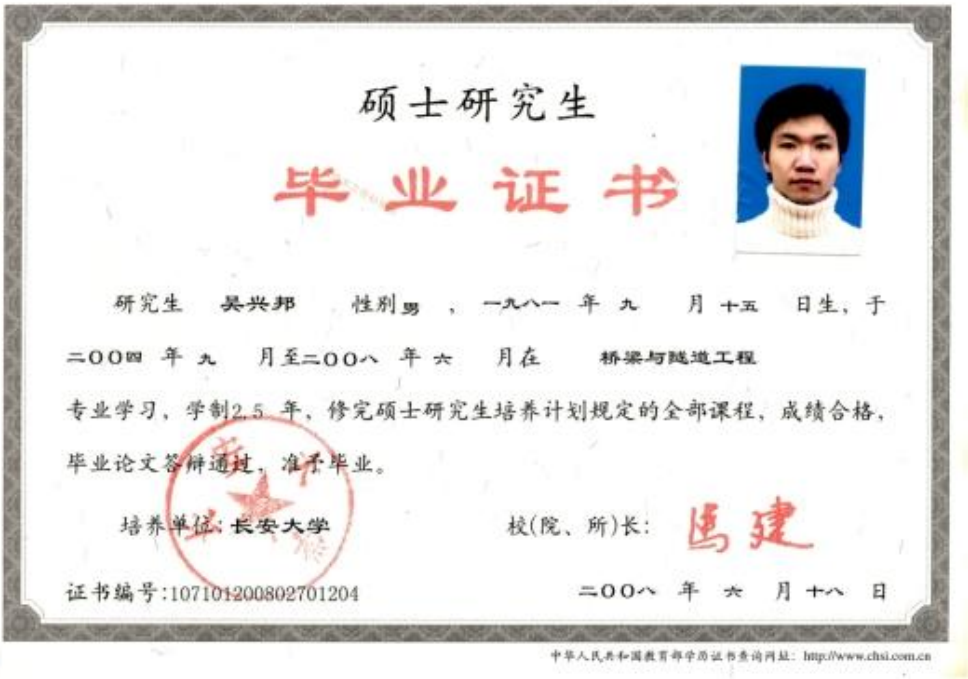 硕士研究生
毕业证书
研究生 吴兴邦 性别男 ，一九八一 年 九 月 十五 日生，于
二〇〇四 年 九 月至二〇〇八 年 六 月在 桥梁与隧道工程
专业学习，学制2.5 年，修完硕士研究生培养计划规定的全部课程，成绩合格，
毕业论文答辩通过，准予毕业。
培养单位:长安大学 校(院、所)长: 马建
证书编号:107101200802701204 二〇〇八 年 六 月 十八 日
中华人民共和国教育部学历证书查询网址: http://www.chsi.com.cn